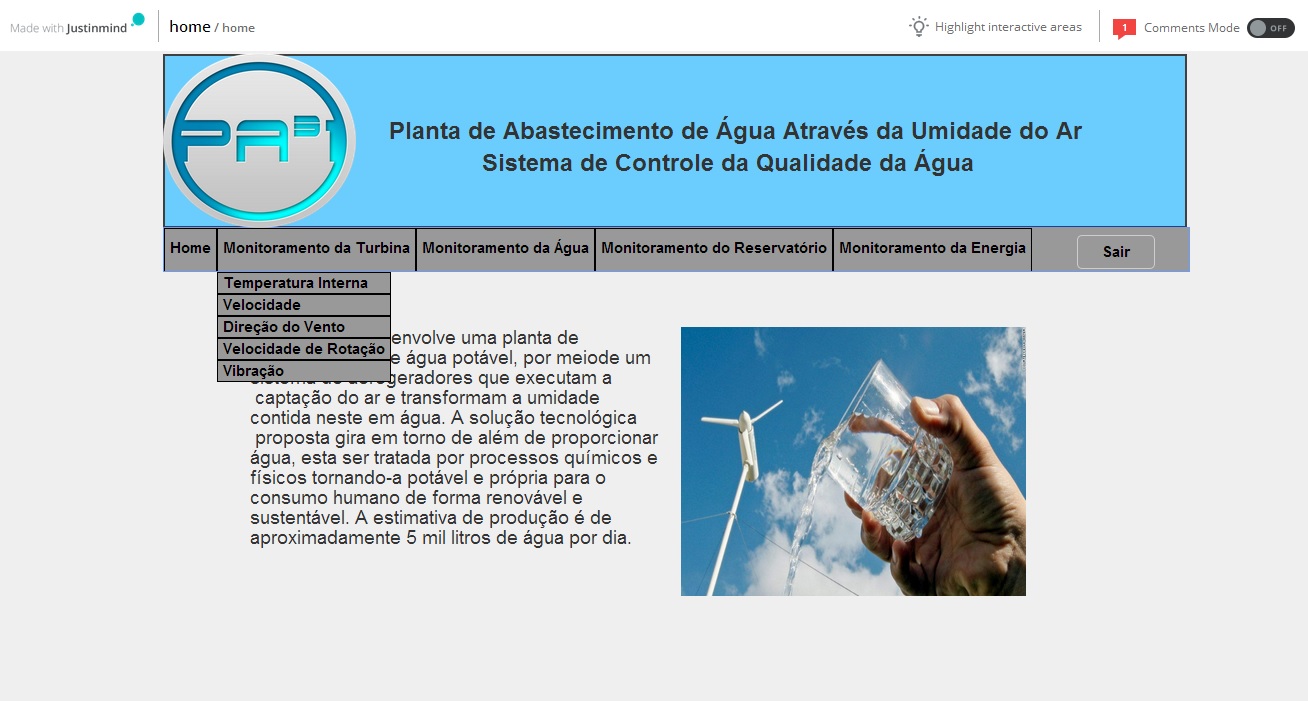 Made with Justinmind
home / home
Highlight interactive areas
1
Comments Mode
OFF
PA31
Planta de Abastecimento de Água Através da Umidade do Ar
Sistema de Controle da Qualidade da Água
Home
Monitoramento da Turbina
Monitoramento da Água
Monitoramento do Reservatório
Monitoramento da Energia
Sair
Temperatura Interna
Velocidade
Direção do Vento
Velocidade de Rotação
Vibração
envolve uma planta de
e água potável, por meiode um
sistema de aerogeradores que executam a
captação do ar e transformam a umidade
contida neste em água. A solução tecnológica
proposta gira em torno de além de proporcionar
água, esta ser tratada por processos químicos e
físicos tornando-a potável e própria para o
consumo humano de forma renovável e
sustentável. A estimativa de produção é de
aproximadamente 5 mil litros de água por dia.